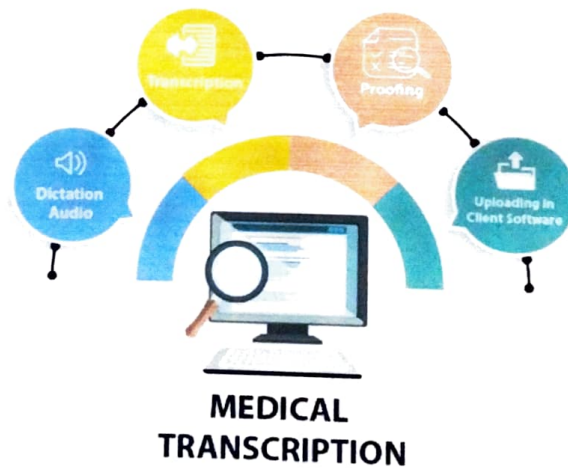 Transcription
Proofing
Dictation
Audio
Uploading in
Client Software
MEDICAL
TRANSCRIPTION